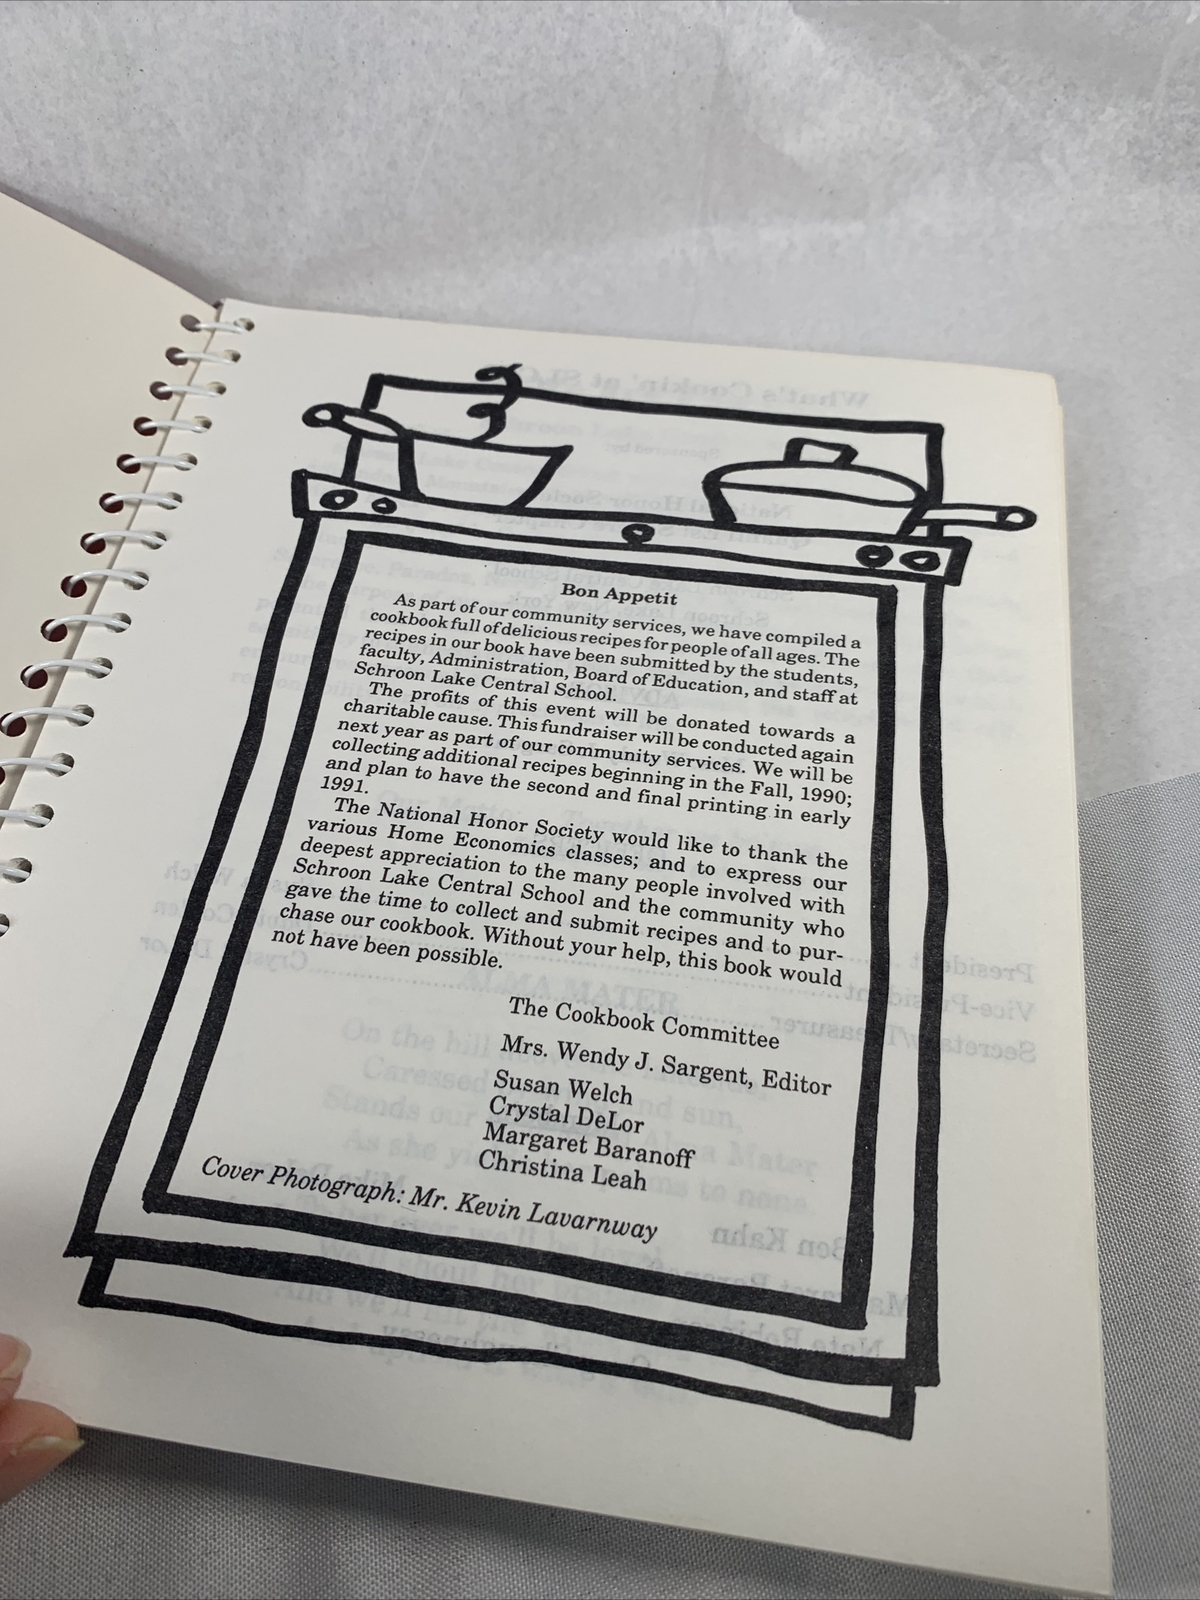 Bon Appetit
As part of our community services, we have compiled a
cookbook full of delicious recipes for people of all ages. The
recipes in our book have been submitted by the students,
faculty, Administration, Board of Education, and staff at
Schroon Lake Central School.
The profits of this event will be donated towards a
charitable cause. This fundraiser will be conducted again
next year as part of our community services. We will be
collecting additional recipes beginning in the Fall, 1990;
and plan to have the second and final printing in early
1991.
The National Honor Society would like to thank the
various Home Economics classes; and to express our
deepest appreciation to the many people involved with
Schroon Lake Central School and the community who
gave the time to collect and submit recipes and to pur-
chase our cookbook. Without your help, this book would
not have been possible.
The Cookbook Committee
Mrs. Wendy J. Sargent, Editor
Susan Welch
Crystal DeLor
Margaret Baranoff
Christina Leah
Cover Photograph: Mr. Kevin Lavarnway